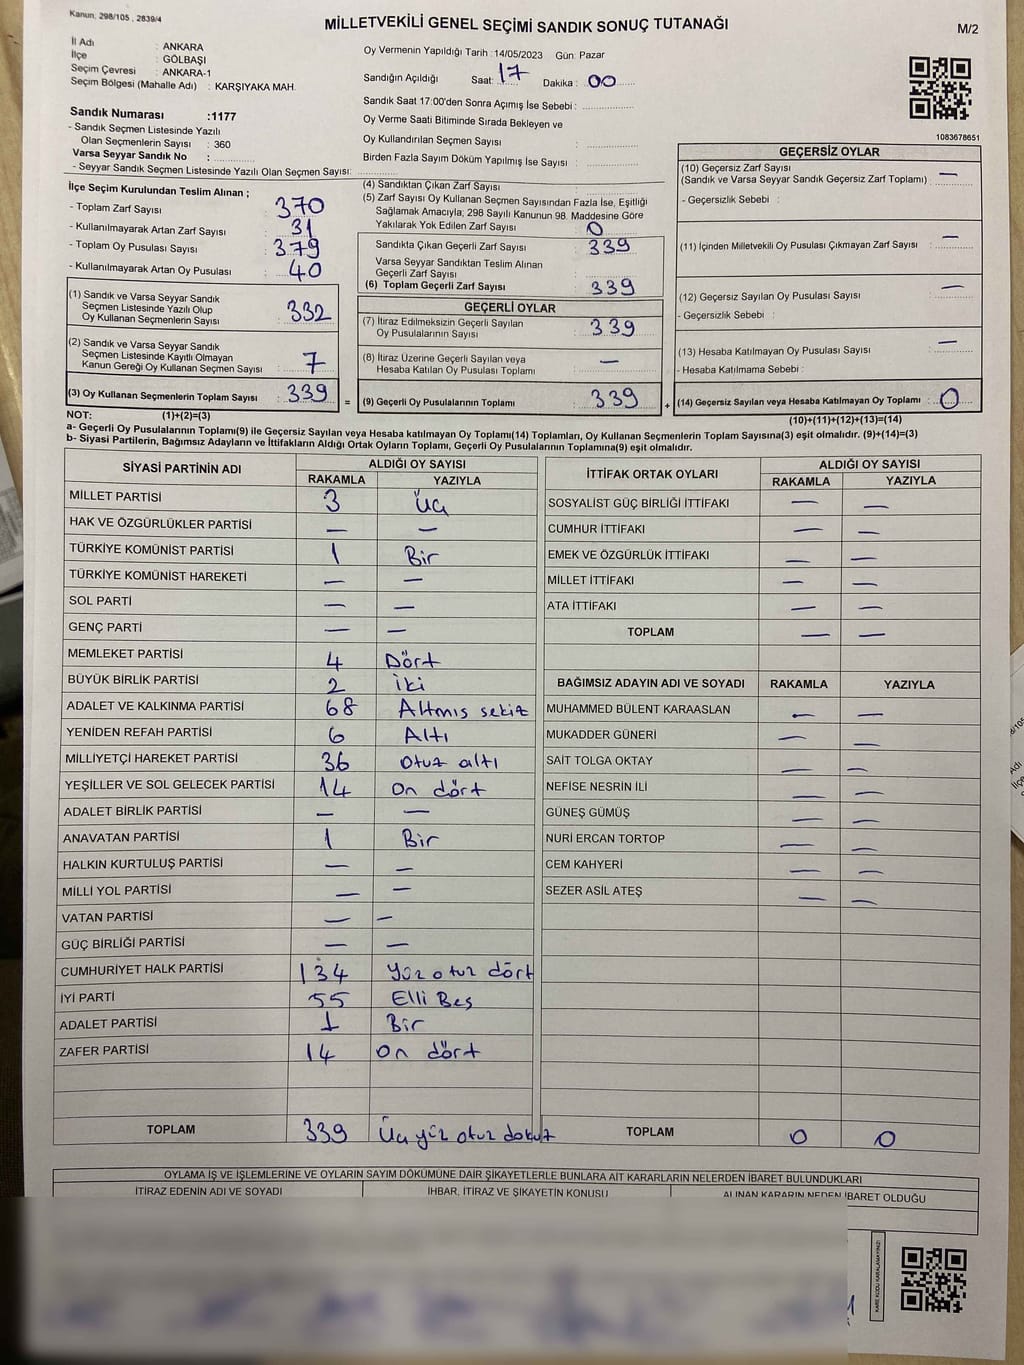 Kanun, 298/105 , 2839/4
MİLLETVEKİLİ GENEL SEÇİMİ SANDIK SONUÇ TUTANAĞI
M/2
İl Adı : ANKARA
İlçe : GÖLBAŞI
Seçim Çevresi : ANKARA-1
Seçim Bölgesi (Mahalle Adı) : KARŞIYAKA MAH.
Oy Vermenin Yapıldığı Tarih : 14/05/2023 Gün: Pazar
Sandığın Açıldığı Saat: 17 Dakika : 00
Sandık Saat 17:00'den Sonra Açımış İse Sebebi :
Oy Verme Saati Bitiminde Sırada Bekleyen ve
Oy Kullandırılan Seçmen Sayısı :
Birden Fazla Sayım Döküm Yapılmış İse Sayısı :
1083678651
Sandık Numarası :1177
- Sandık Seçmen Listesinde Yazılı
Olan Seçmenlerin Sayısı : 360
Varsa Seyyar Sandık No :
- Seyyar Sandık Seçmen Listesinde Yazılı Olan Seçmen Sayısı:
İlçe Seçim Kurulundan Teslim Alınan ;
- Toplam Zarf Sayısı : 370
- Kullanılmayarak Artan Zarf Sayısı : 31
- Toplam Oy Pusulası Sayısı : 379
- Kullanılmayarak Artan Oy Pusulası : 40
(1) Sandık ve Varsa Seyyar Sandık
Seçmen Listesinde Yazılı Olup
Oy Kullanan Seçmenlerin Sayısı : 332
(2) Sandık ve Varsa Seyyar Sandık
Seçmen Listesinde Kayıtlı Olmayan
Kanun Gereği Oy Kullanan Seçmen Sayısı : 7
(3) Oy Kullanan Seçmenlerin Toplam Sayısı : 339 =
(4) Sandıktan Çıkan Zarf Sayısı :
(5) Zarf Sayısı Oy Kullanan Seçmen Sayısından Fazla İse, Eşitliği
Sağlamak Amacıyla; 298 Sayılı Kanunun 98. Maddesine Göre
Yakılarak Yok Edilen Zarf Sayısı : 0
Sandıkta Çıkan Geçerli Zarf Sayısı : 339
Varsa Seyyar Sandıktan Teslim Alınan
Geçerli Zarf Sayısı :
(6) Toplam Geçerli Zarf Sayısı : 339
GEÇERLİ OYLAR
(7) İtiraz Edilmeksizin Geçerli Sayılan
Oy Pusulalarının Sayısı : 339
(8) İtiraz Üzerine Geçerli Sayılan veya
Hesaba Katılan Oy Pusulası Toplamı : —
(9) Geçerli Oy Pusulalarının Toplamı : 339 +
GEÇERSİZ OYLAR
(10) Geçersiz Zarf Sayısı
(Sandık ve Varsa Seyyar Sandık Geçersiz Zarf Toplamı) : —
- Geçersizlik Sebebi :
(11) İçinden Milletvekili Oy Pusulası Çıkmayan Zarf Sayısı : —
(12) Geçersiz Sayılan Oy Pusulası Sayısı : —
- Geçersizlik Sebebi :
(13) Hesaba Katılmayan Oy Pusulası Sayısı : —
- Hesaba Katılmama Sebebi :
(14) Geçersiz Sayılan veya Hesaba Katılmayan Oy Toplamı : 0
NOT: (1)+(2)=(3) (10)+(11)+(12)+(13)=(14)
a- Geçerli Oy Pusulalarının Toplamı(9) ile Geçersiz Sayılan veya Hesaba katılmayan Oy Toplamı(14) Toplamları, Oy Kullanan Seçmenlerin Toplam Sayısına(3) eşit olmalıdır. (9)+(14)=(3)
b- Siyasi Partilerin, Bağımsız Adayların ve İttifakların Aldığı Ortak Oyların Toplamı, Geçerli Oy Pusulalarının Toplamına(9) eşit olmalıdır.
SİYASİ PARTİNİN ADI ALDIĞI OY SAYISI
RAKAMLA YAZIYLA
MİLLET PARTİSİ 3 Üç
HAK VE ÖZGÜRLÜKLER PARTİSİ — —
TÜRKİYE KOMÜNİST PARTİSİ 1 Bir
TÜRKİYE KOMÜNİST HAREKETİ — —
SOL PARTİ — —
GENÇ PARTİ — —
MEMLEKET PARTİSİ 4 Dört
BÜYÜK BİRLİK PARTİSİ 2 İki
ADALET VE KALKINMA PARTİSİ 68 Altmış sekiz
YENİDEN REFAH PARTİSİ 6 Altı
MİLLİYETÇİ HAREKET PARTİSİ 36 otuz altı
YEŞİLLER VE SOL GELECEK PARTİSİ 14 On dört
ADALET BİRLİK PARTİSİ — —
ANAVATAN PARTİSİ 1 Bir
HALKIN KURTULUŞ PARTİSİ — —
MİLLİ YOL PARTİSİ — —
VATAN PARTİSİ — —
GÜÇ BİRLİĞİ PARTİSİ — —
CUMHURİYET HALK PARTİSİ 134 Yüz otuz dört
İYİ PARTİ 55 Elli Beş
ADALET PARTİSİ 1 Bir
ZAFER PARTİSİ 14 On dört
TOPLAM 339 Üç yüz otuz dokuz
İTTİFAK ORTAK OYLARI ALDIĞI OY SAYISI
RAKAMLA YAZIYLA
SOSYALİST GÜÇ BİRLİĞİ İTTİFAKI — —
CUMHUR İTTİFAKI — —
EMEK VE ÖZGÜRLÜK İTTİFAKI — —
MİLLET İTTİFAKI — —
ATA İTTİFAKI — —
TOPLAM — —
BAĞIMSIZ ADAYIN ADI VE SOYADI RAKAMLA YAZIYLA
MUHAMMED BÜLENT KARAASLAN — —
MUKADDER GÜNERİ — —
SAİT TOLGA OKTAY — —
NEFİSE NESRİN İLİ — —
GÜNEŞ GÜMÜŞ — —
NURİ ERCAN TORTOP — —
CEM KAHYERİ — —
SEZER ASİL ATEŞ — —
TOPLAM 0 0
OYLAMA İŞ VE İŞLEMLERİNE VE OYLARIN SAYIM DÖKÜMÜNE DAİR ŞİKAYETLERLE BUNLARA AİT KARARLARIN NELERDEN İBARET BULUNDUKLARI
İTİRAZ EDENİN ADI VE SOYADI İHBAR, İTİRAZ VE ŞİKAYETİN KONUSU ALINAN KARARIN NEDEN İBARET OLDUĞU
KARE KODU KARALAMAYINIZ!